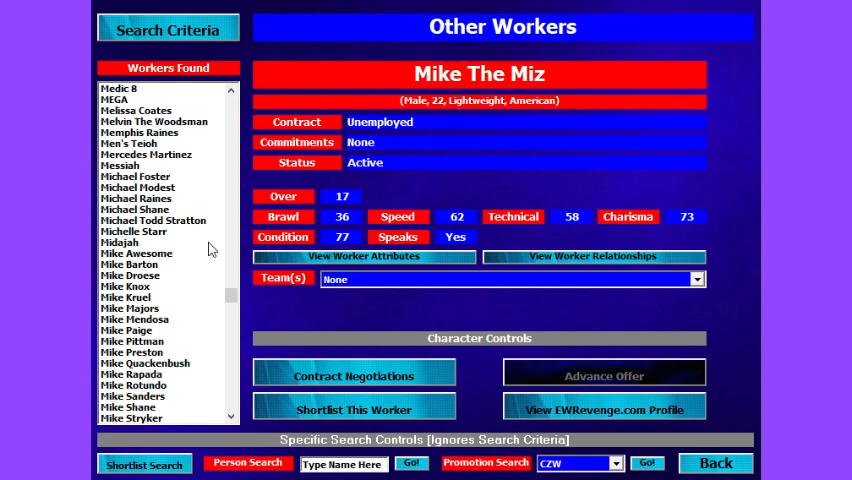 Search Criteria
Other Workers
Workers Found
Medic 8
MEGA
Melissa Coates
Melvin The Woodsman
Memphis Raines
Men's Teioh
Mercedes Martinez
Messiah
Michael Foster
Michael Modest
Michael Raines
Michael Shane
Michael Todd Stratton
Michelle Starr
Midajah
Mike Awesome
Mike Barton
Mike Droese
Mike Knox
Mike Kruel
Mike Majors
Mike Mendosa
Mike Paige
Mike Pittman
Mike Preston
Mike Quackenbush
Mike Rapada
Mike Rotundo
Mike Sanders
Mike Shane
Mike Stryker
Mike The Miz
(Male, 22, Lightweight, American)
Contract Unemployed
Commitments None
Status Active
Over 17
Brawl 36 Speed 62 Technical 58 Charisma 73
Condition 77 Speaks Yes
View Worker Attributes View Worker Relationships
Team(s) None
Character Controls
Contract Negotiations Advance Offer
Shortlist This Worker View EWRevenge.com Profile
Specific Search Controls [Ignores Search Criteria]
Shortlist Search Person Search Type Name Here Go! Promotion Search CZW Go! Back